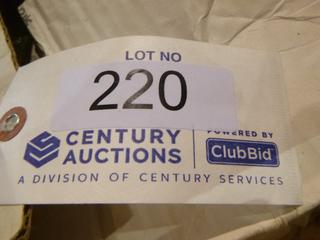 LOT NO
220
CENTURY
AUCTIONS
POWERED BY
ClubBid
A DIVISION OF CENTURY SERVICES